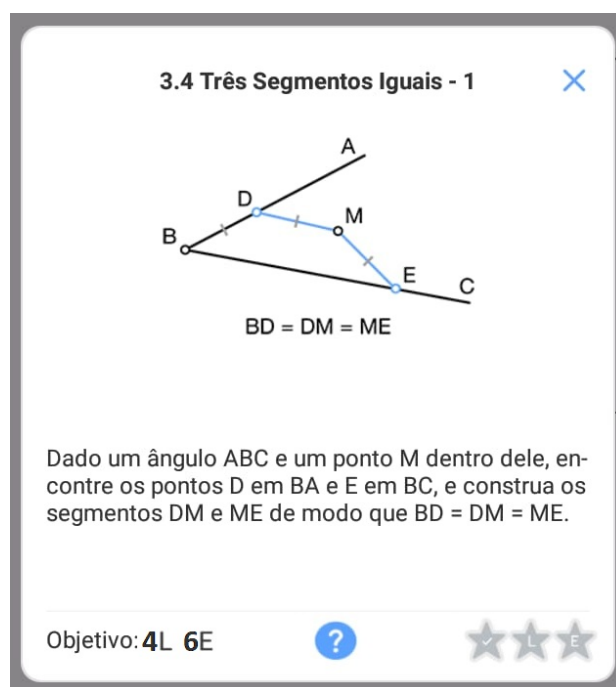 3.4 Três Segmentos Iguais - 1
A
D
M
B
E
C
BD = DM = ME
Dado um ângulo ABC e um ponto M dentro dele, en-
contre os pontos D em BA e E em BC, e construa os
segmentos DM e ME de modo que BD = DM = ME.
Objetivo: 4L 6E
?
L
E